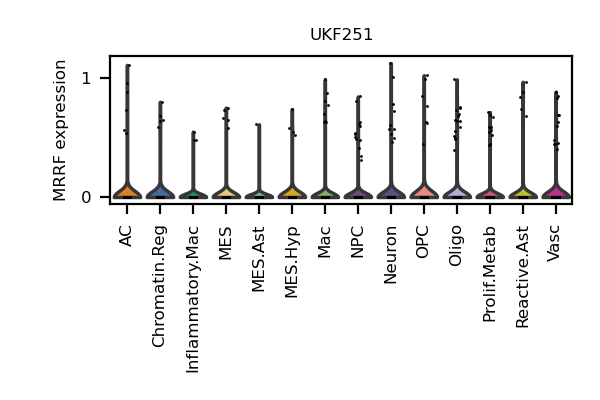 UKF251
MRRF expression
1
0
AC
Chromatin.Reg
Inflammatory.Mac
MES
MES.Ast
MES.Hyp
Mac
NPC
Neuron
OPC
Oligo
Prolif.Metab
Reactive.Ast
Vasc